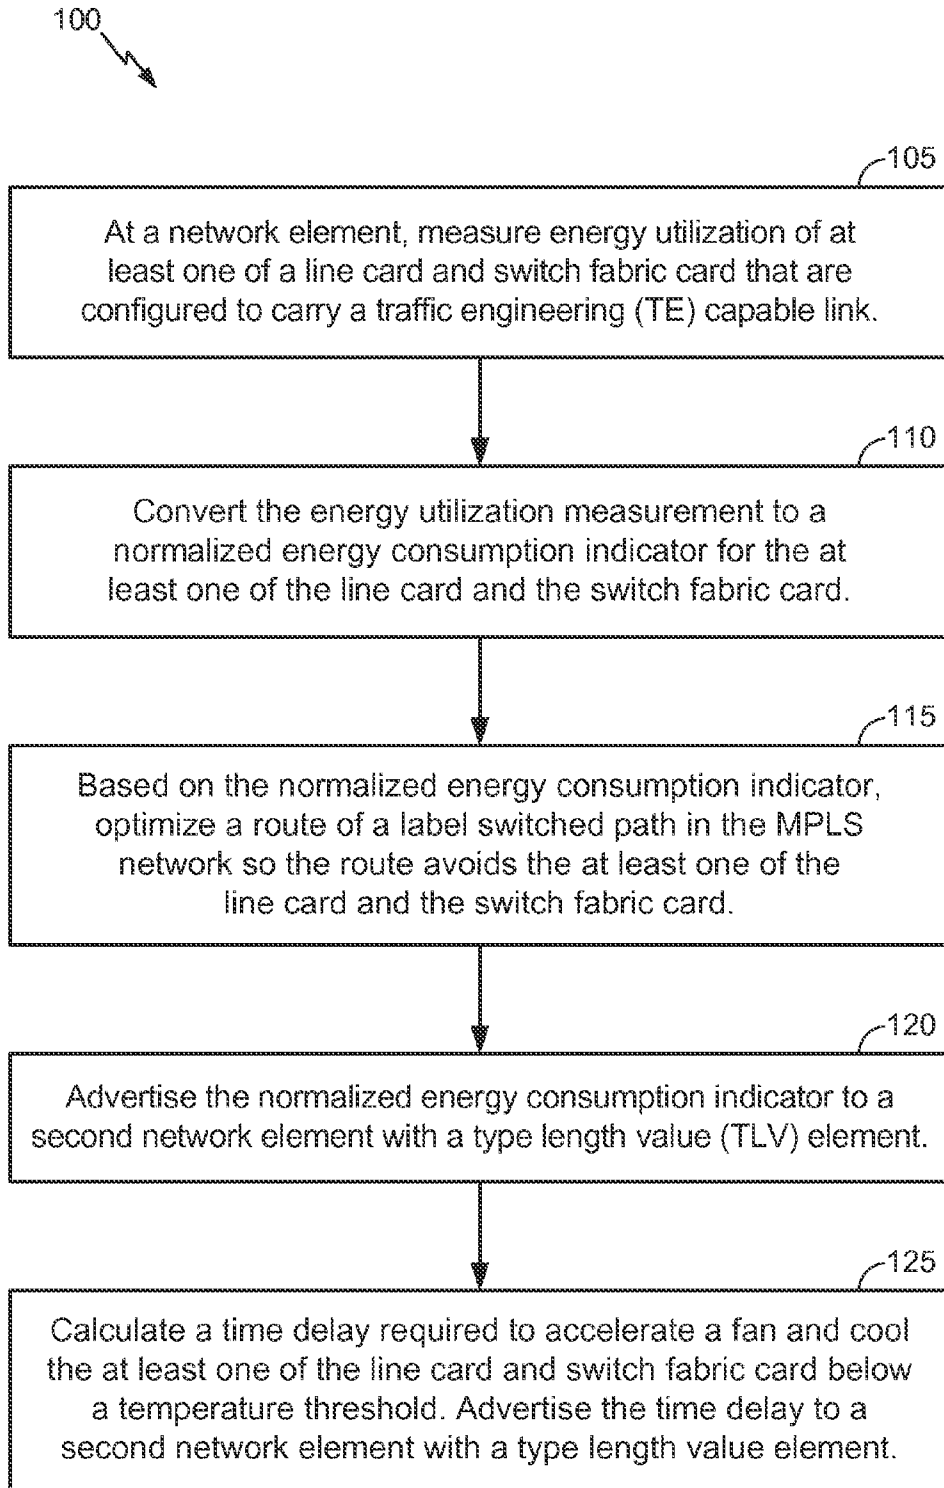 100
105
At a network element, measure energy utilization of at
least one of a line card and switch fabric card that are
configured to carry a traffic engineering (TE) capable link.
110
Convert the energy utilization measurement to a
normalized energy consumption indicator for the at
least one of the line card and the switch fabric card.
115
Based on the normalized energy consumption indicator,
optimize a route of a label switched path in the MPLS
network so the route avoids the at least one of the
line card and the switch fabric card.
120
Advertise the normalized energy consumption indicator to a
second network element with a type length value (TLV) element.
125
Calculate a time delay required to accelerate a fan and cool
the at least one of the line card and switch fabric card below
a temperature threshold. Advertise the time delay to a
second network element with a type length value element.